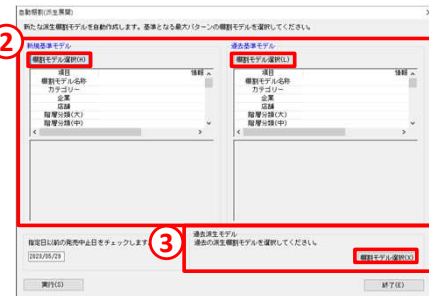 自動棚割(派生展開)
新たな派生棚割モデルを自動作成します。基準となる最大パターンの棚割モデルを選択してください。
②
新規基準モデル
棚割モデル選択(H)
項目 情報
棚割モデル名称
カテゴリー
企業
店舗
階層分類(大)
階層分類(中)
過去基準モデル
棚割モデル選択(L)
項目 情報
棚割モデル名称
カテゴリー
企業
店舗
階層分類(大)
階層分類(中)
指定日以前の発売中止日をチェックします。
2023/05/29
③
過去派生モデル
過去の派生棚割モデルを選択してください。
棚割モデル選択(X)
実行(S)
終了(E)